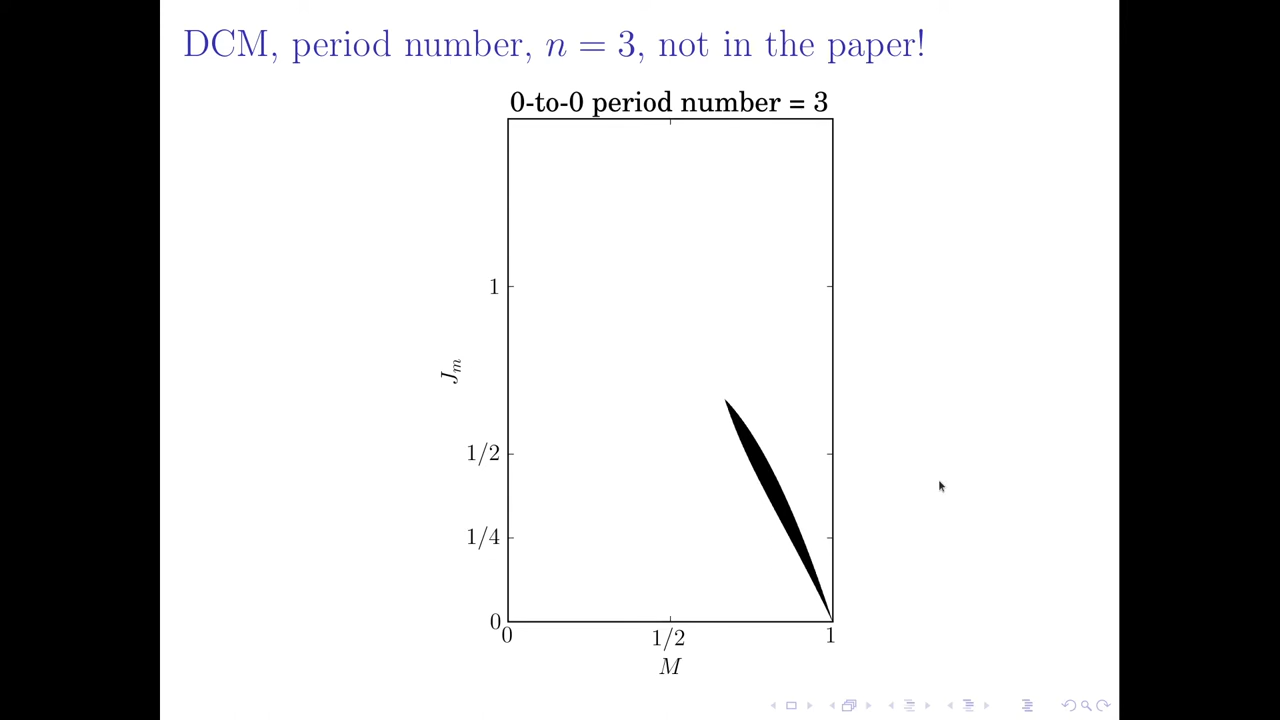 DCM, period number, n = 3, not in the paper!
0-to-0 period number = 3
1
J_m
1/2
1/4
0
0 1/2 1
M